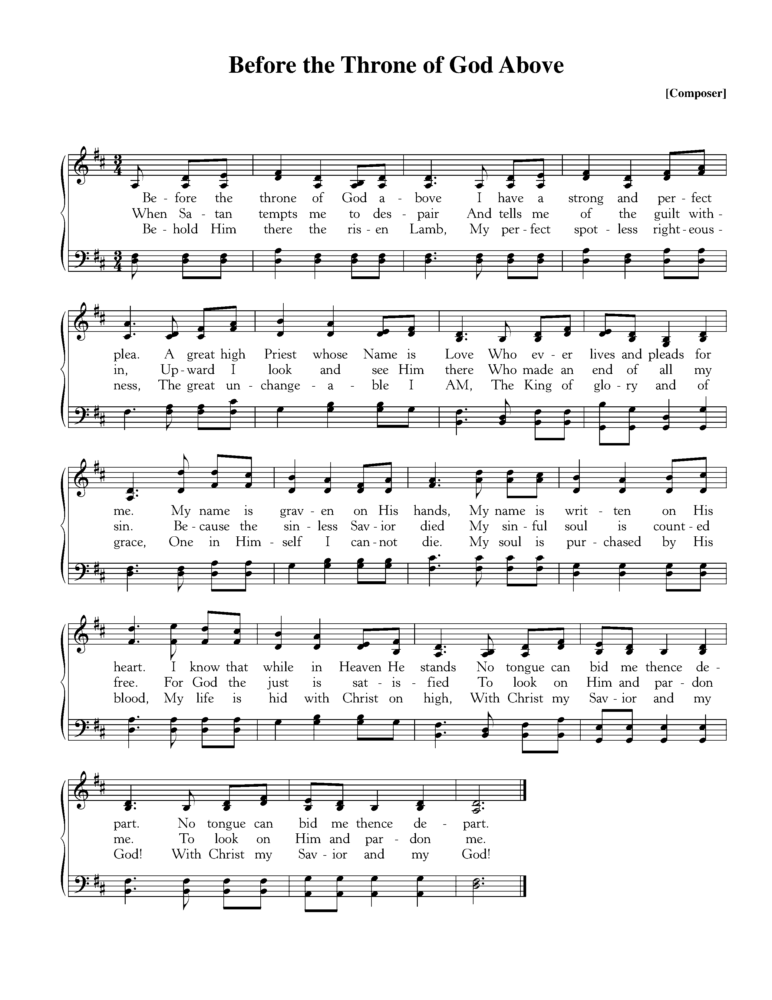 Before the Throne of God Above
[Composer]
3 4
Be - fore the throne of God a - bove I have a strong and per - fect
When Sa - tan tempts me to des - pair And tells me of the guilt with -
Be - hold Him there the ris - en Lamb, My per - fect spot - less right - eous -
3 4
plea. A great high Priest whose Name is Love Who ev - er lives and pleads for
in, Up - ward I look and see Him there Who made an end of all my
ness, The great un - change - a - ble I AM, The King of glo - ry and of
me. My name is grav - en on His hands, My name is writ - ten on His
sin. Be - cause the sin - less Sav - ior died My sin - ful soul is count - ed
grace, One in Him - self I can - not die. My soul is pur - chased by His
heart. I know that while in Heaven He stands No tongue can bid me thence de -
free. For God the just is sat - is - fied To look on Him and par - don
blood, My life is hid with Christ on high, With Christ my Sav - ior and my
part. No tongue can bid me thence de - part.
me. To look on Him and par - don me.
God! With Christ my Sav - ior and my God!